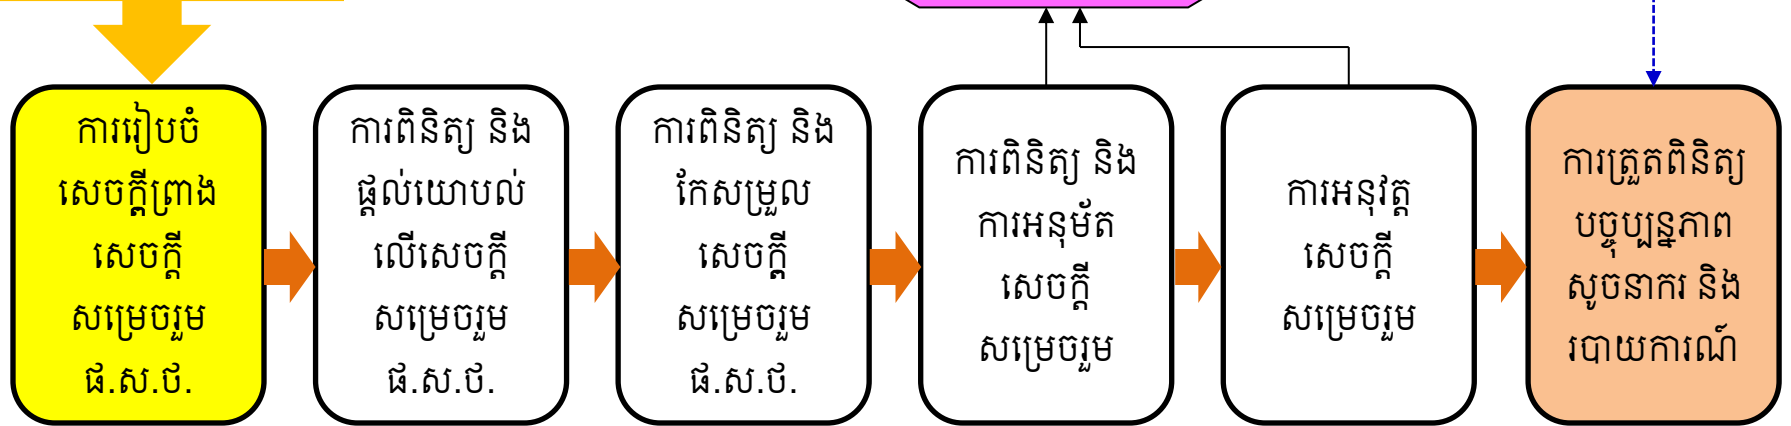 ការរៀបចំ
សេចក្តីព្រាង
សេចក្តី
សម្រេចរួម
ផ.ស.ថ.
ការពិនិត្យ និង
ផ្តល់យោបល់
លើសេចក្តី
សម្រេចរួម
ផ.ស.ថ.
ការពិនិត្យ និង
កែសម្រួល
សេចក្តី
សម្រេចរួម
ផ.ស.ថ.
ការពិនិត្យ និង
ការអនុម័ត
សេចក្តី
សម្រេចរួម
ការអនុវត្ត
សេចក្តី
សម្រេចរួម
ការត្រួតពិនិត្យ
បច្ចុប្បន្នភាព
សូចនាករ និង
របាយការណ៍